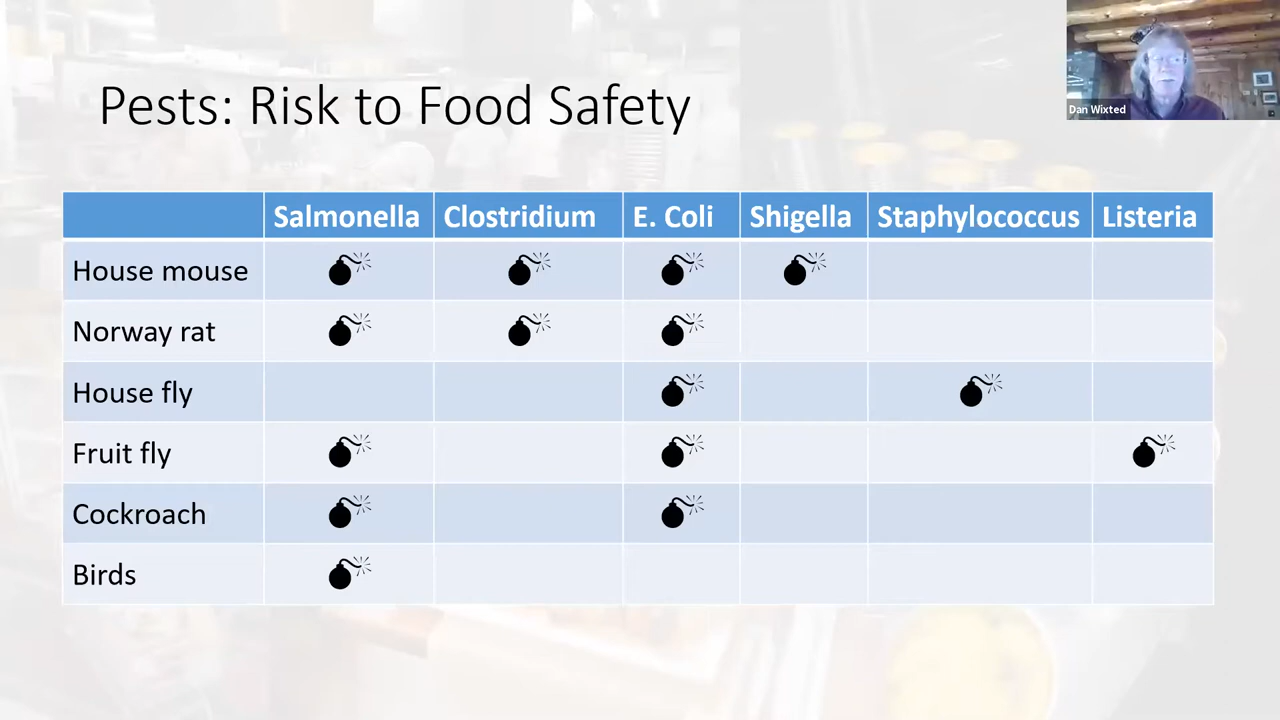 Dan Wixted
Pests: Risk to Food Safety
Salmonella Clostridium E. Coli Shigella Staphylococcus Listeria
House mouse
Norway rat
House fly
Fruit fly
Cockroach
Birds